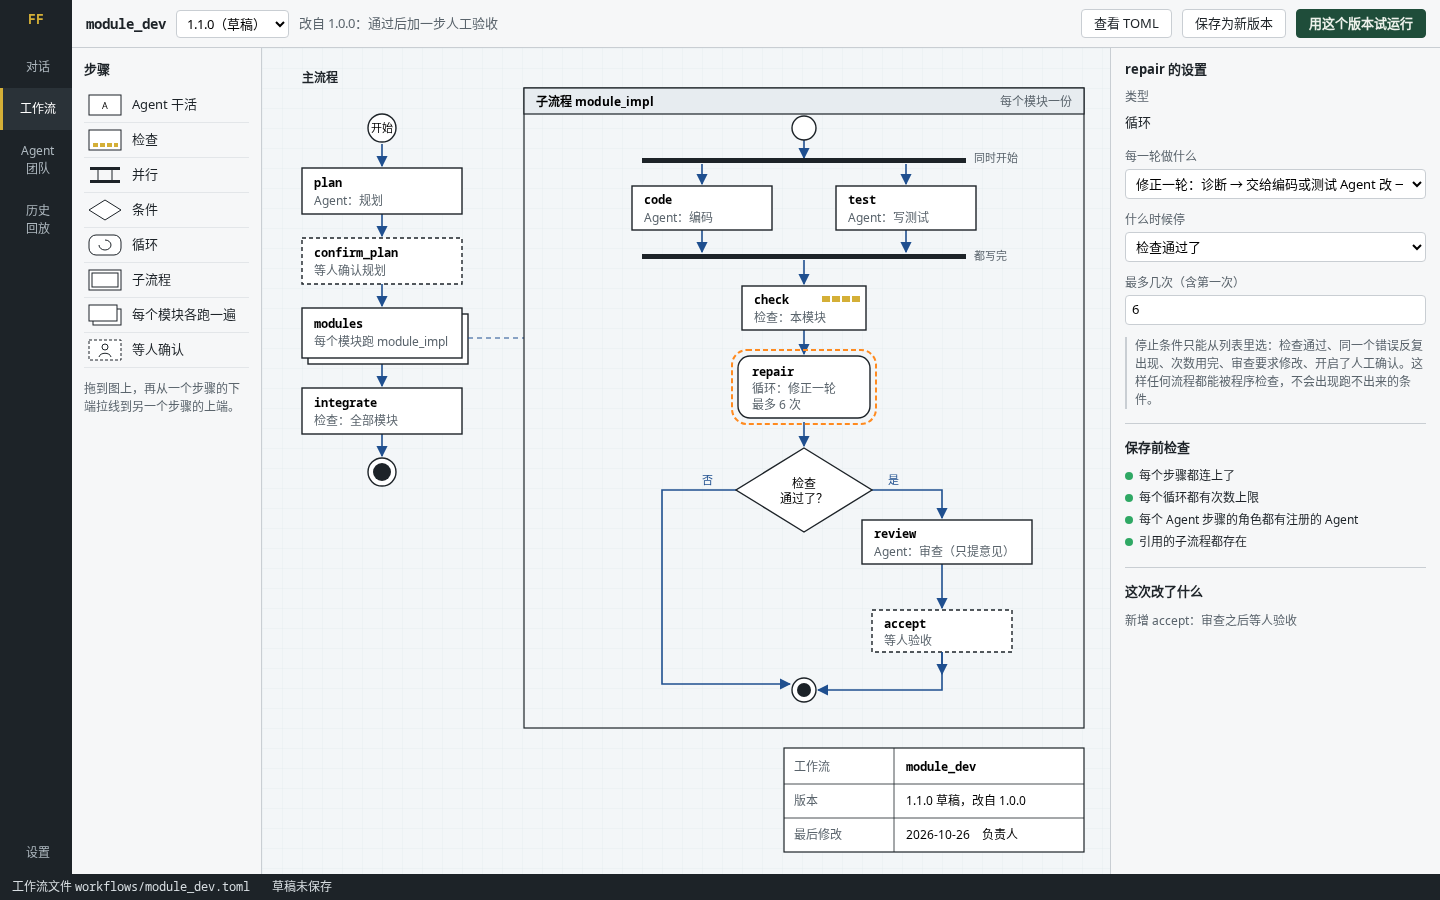 FF
对话
工作流
Agent
团队
历史
回放
设置
module_dev
1.1.0（草稿）
改自 1.0.0：通过后加一步人工验收
查看 TOML
保存为新版本
用这个版本试运行
步骤
A
Agent 干活
检查
并行
条件
循环
子流程
每个模块各跑一遍
等人确认
拖到图上，再从一个步骤的下
端拉线到另一个步骤的上端。
主流程
开始
plan
Agent：规划
confirm_plan
等人确认规划
modules
每个模块跑 module_impl
integrate
检查：全部模块
子流程 module_impl
每个模块一份
同时开始
code
Agent：编码
test
Agent：写测试
都写完
check
检查：本模块
repair
循环：修正一轮
最多 6 次
检查
通过了？
否
是
review
Agent：审查（只提意见）
accept
等人验收
工作流
module_dev
版本
1.1.0 草稿，改自 1.0.0
最后修改
2026-10-26 负责人
repair 的设置
类型
循环
每一轮做什么
修正一轮：诊断 → 交给编码或测试 Agent 改 –
什么时候停
检查通过了
最多几次（含第一次）
6
停止条件只能从列表里选：检查通过、同一个错误反复
出现、次数用完、审查要求修改、开启了人工确认。这
样任何流程都能被程序检查，不会出现跑不出来的条
件。
保存前检查
每个步骤都连上了
每个循环都有次数上限
每个 Agent 步骤的角色都有注册的 Agent
引用的子流程都存在
这次改了什么
新增 accept：审查之后等人验收
工作流文件 workflows/module_dev.toml
草稿未保存